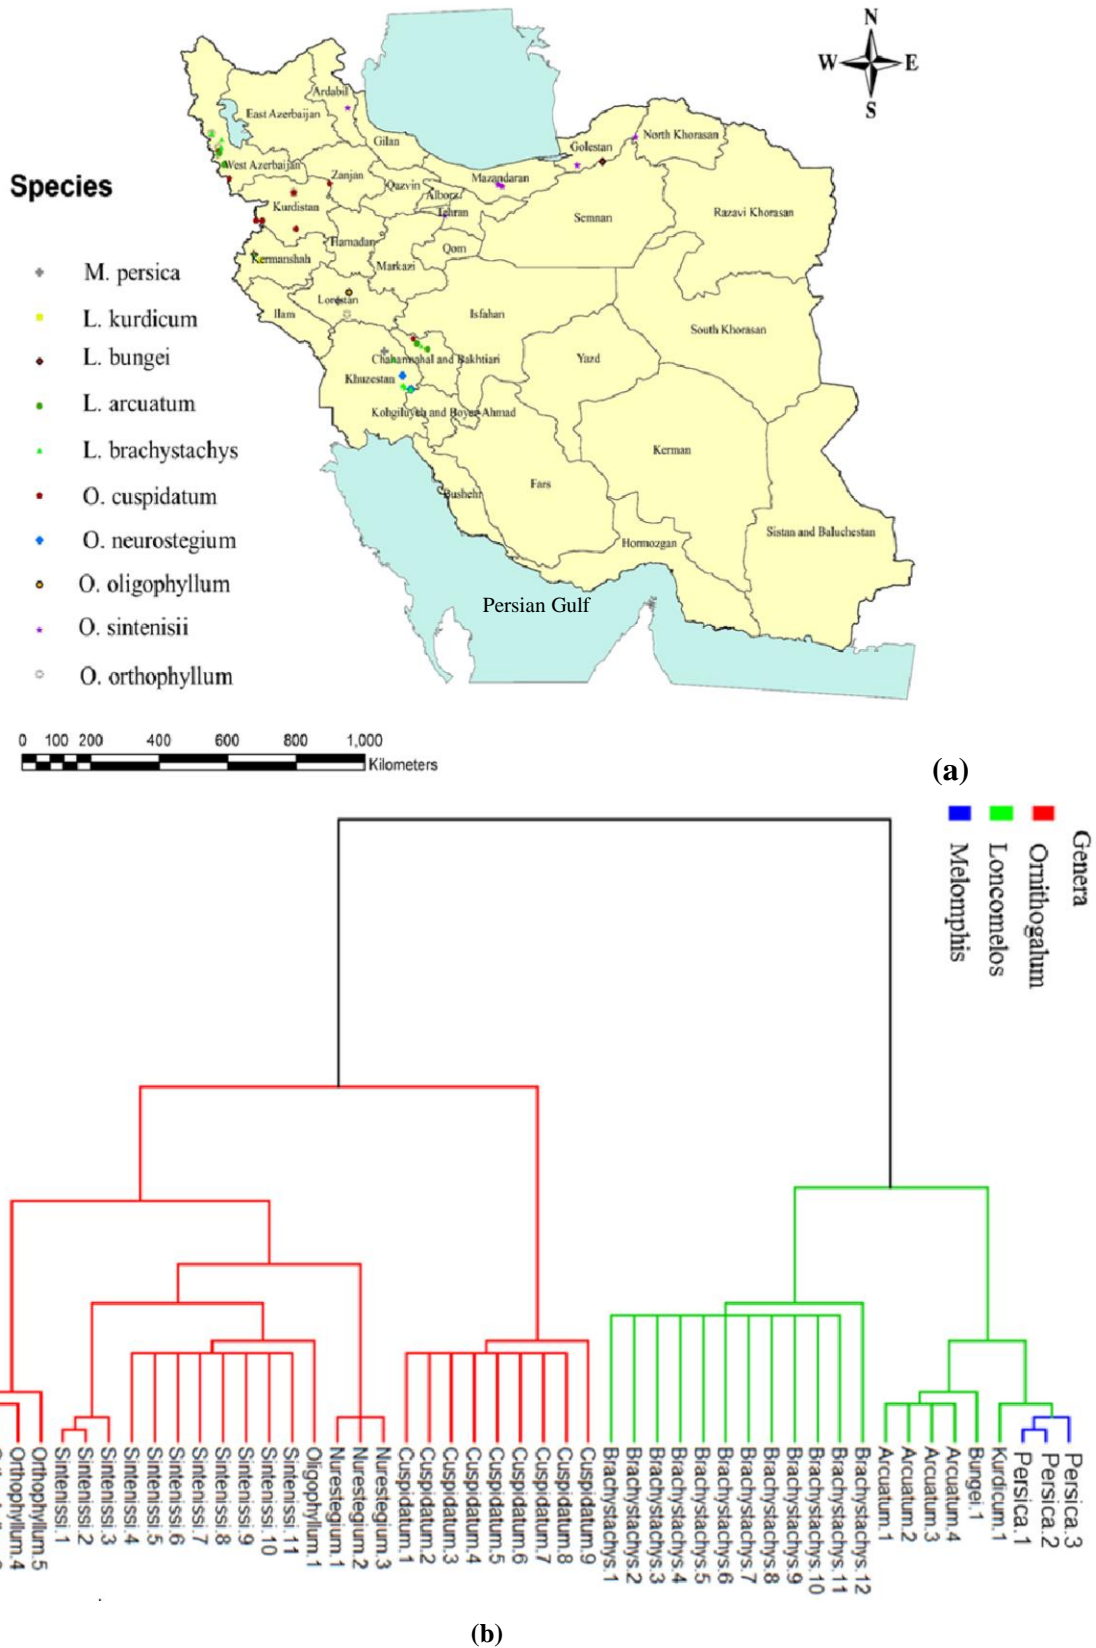 N
W E
S
Ardabil
East Azerbaijan
Gilan
North Khorasan
Golestan
West Azerbaijan
Zanjan
Qazvin
Mazandaran
Alborz
Tehran
Kurdistan
Semnan
Razavi Khorasan
Hamadan
Qom
Kermanshah
Markazi
Lorestan
Ilam
Isfahan
South Khorasan
Chaharmahal and Bakhtiari
Yazd
Khuzestan
Kohgiluyeh and Boyer-Ahmad
Kerman
Fars
Bushehr
Sistan and Baluchestan
Hormozgan
Persian Gulf
Species
M. persica
L. kurdicum
L. bungei
L. arcuatum
L. brachystachys
O. cuspidatum
O. neurostegium
O. oligophyllum
O. sintenisii
O. orthophyllum
0 100 200 400 600 800 1,000
Kilometers
(a)
Genera
Ornithogalum
Loncomelos
Melomphis
Orthophyllum.4
Orthophyllum.5
Sintenissi.1
Sintenissi.2
Sintenissi.3
Sintenissi.4
Sintenissi.5
Sintenissi.6
Sintenissi.7
Sintenissi.8
Sintenissi.9
Sintenissi.10
Sintenissi.11
Oligophyllum.1
Nurestegium.1
Nurestegium.2
Nurestegium.3
Cuspidatum.1
Cuspidatum.2
Cuspidatum.3
Cuspidatum.4
Cuspidatum.5
Cuspidatum.6
Cuspidatum.7
Cuspidatum.8
Cuspidatum.9
Brachystachys.1
Brachystachys.2
Brachystachys.3
Brachystachys.4
Brachystachys.5
Brachystachys.6
Brachystachys.7
Brachystachys.8
Brachystachys.9
Brachystachys.10
Brachystachys.11
Brachystachys.12
Arcuatum.1
Arcuatum.2
Arcuatum.3
Arcuatum.4
Bungei.1
Kurdicum.1
Persica.1
Persica.2
Persica.3
(b)